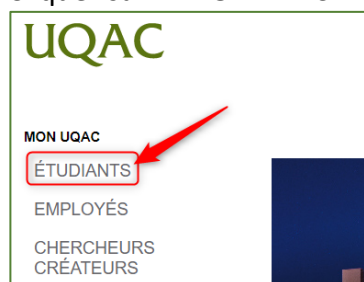 UQAC
MON UQAC
ÉTUDIANTS
EMPLOYÉS
CHERCHEURS
CRÉATEURS